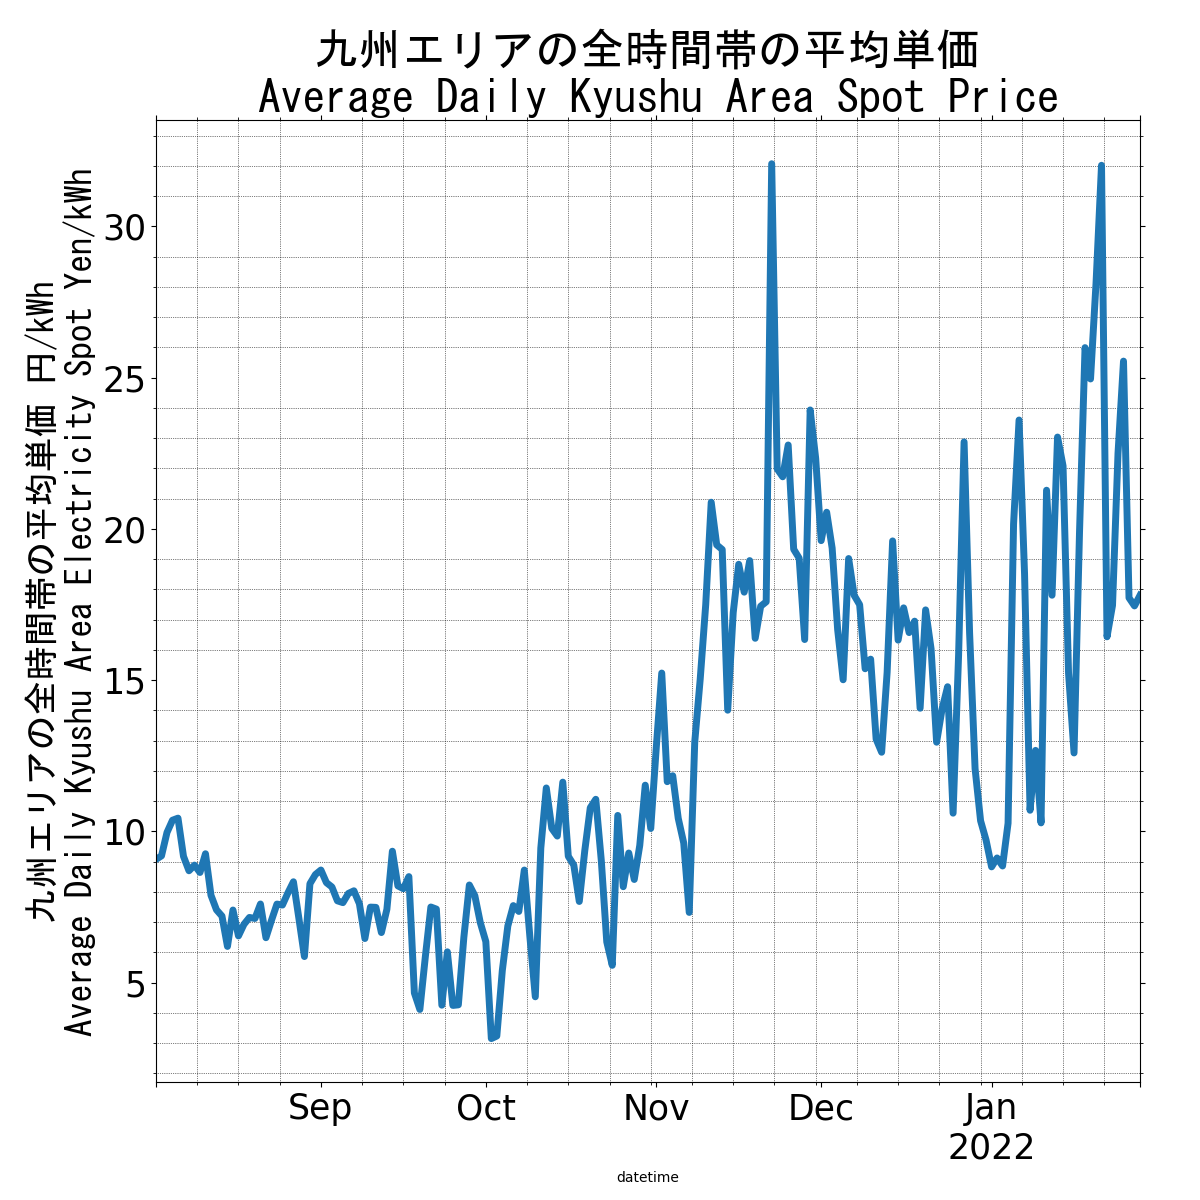 九州エリアの全時間帯の平均単価
Average Daily Kyushu Area Spot Price
九州エリアの全時間帯の平均単価 円/kWh
Average Daily Kyushu Area Electricity Spot Yen/kWh
30
25
20
15
10
5
Sep
Oct
Nov
Dec
Jan
2022
datetime